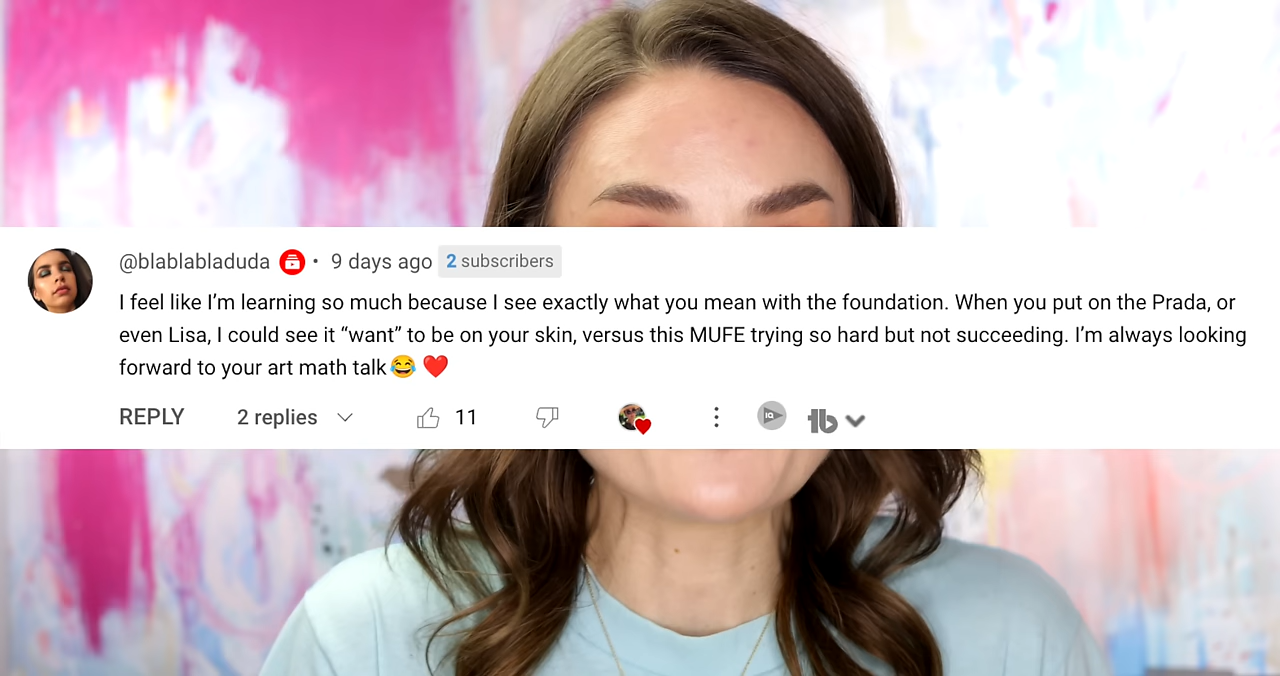 @blablabladuda • 9 days ago 2 subscribers
I feel like I’m learning so much because I see exactly what you mean with the foundation. When you put on the Prada, or
even Lisa, I could see it “want” to be on your skin, versus this MUFE trying so hard but not succeeding. I’m always looking
forward to your art math talk😂 ❤️
REPLY 2 replies 11 IQ tb